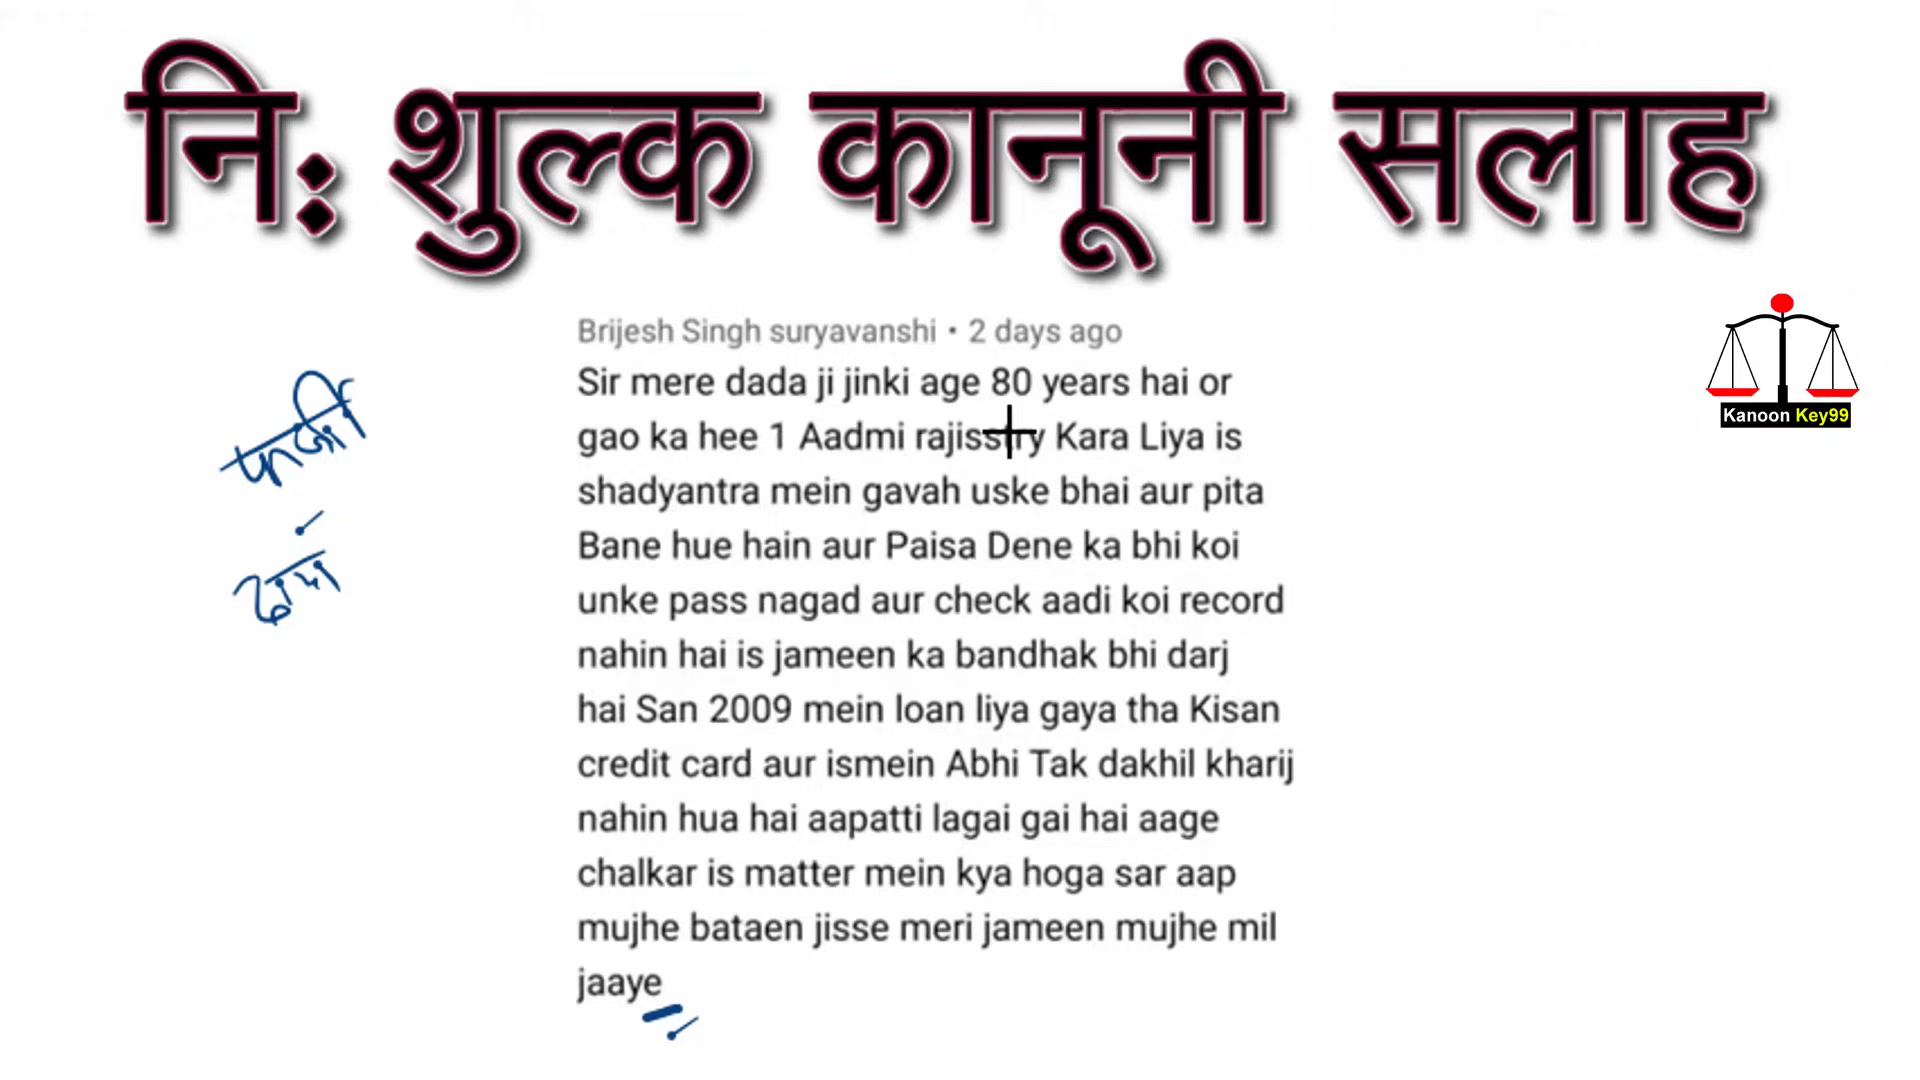 नि: शुल्क कानूनी सलाह
Brijesh Singh suryavanshi • 2 days ago
Sir mere dada ji jinki age 80 years hai or
gao ka hee 1 Aadmi rajisstry Kara Liya is
shadyantra mein gavah uske bhai aur pita
Bane hue hain aur Paisa Dene ka bhi koi
unke pass nagad aur check aadi koi record
nahin hai is jameen ka bandhak bhi darj
hai San 2009 mein loan liya gaya tha Kisan
credit card aur ismein Abhi Tak dakhil kharij
nahin hua hai aapatti lagai gai hai aage
chalkar is matter mein kya hoga sar aap
mujhe bataen jisse meri jameen mujhe mil
jaaye
Kanoon Key99